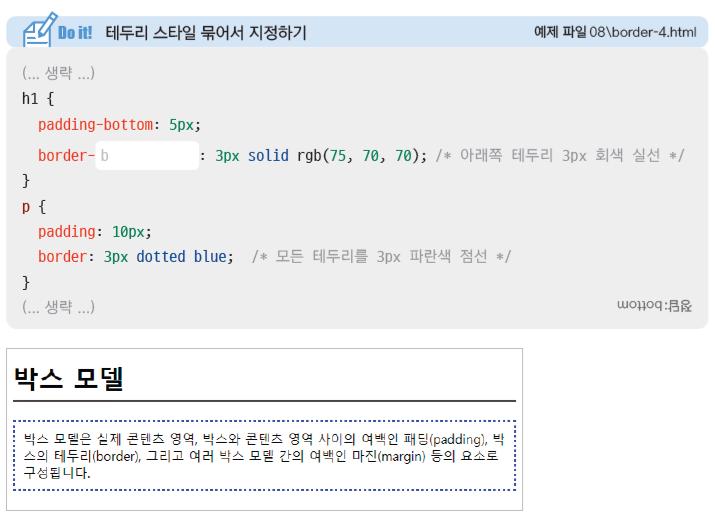 Do it! 테두리 스타일 묶어서 지정하기 예제 파일 08\border-4.html
(... 생략 ...)
h1 {
padding-bottom: 5px;
border-b : 3px solid rgb(75, 70, 70); /* 아래쪽 테두리 3px 회색 실선 */
}
p {
padding: 10px;
border: 3px dotted blue; /* 모든 테두리를 3px 파란색 점선 */
}
(... 생략 ...) 정답: bottom
박스 모델
박스 모델은 실제 콘텐츠 영역, 박스와 콘텐츠 영역 사이의 여백인 패딩(padding), 박
스의 테두리(border), 그리고 여러 박스 모델 간의 여백인 마진(margin) 등의 요소로
구성됩니다.